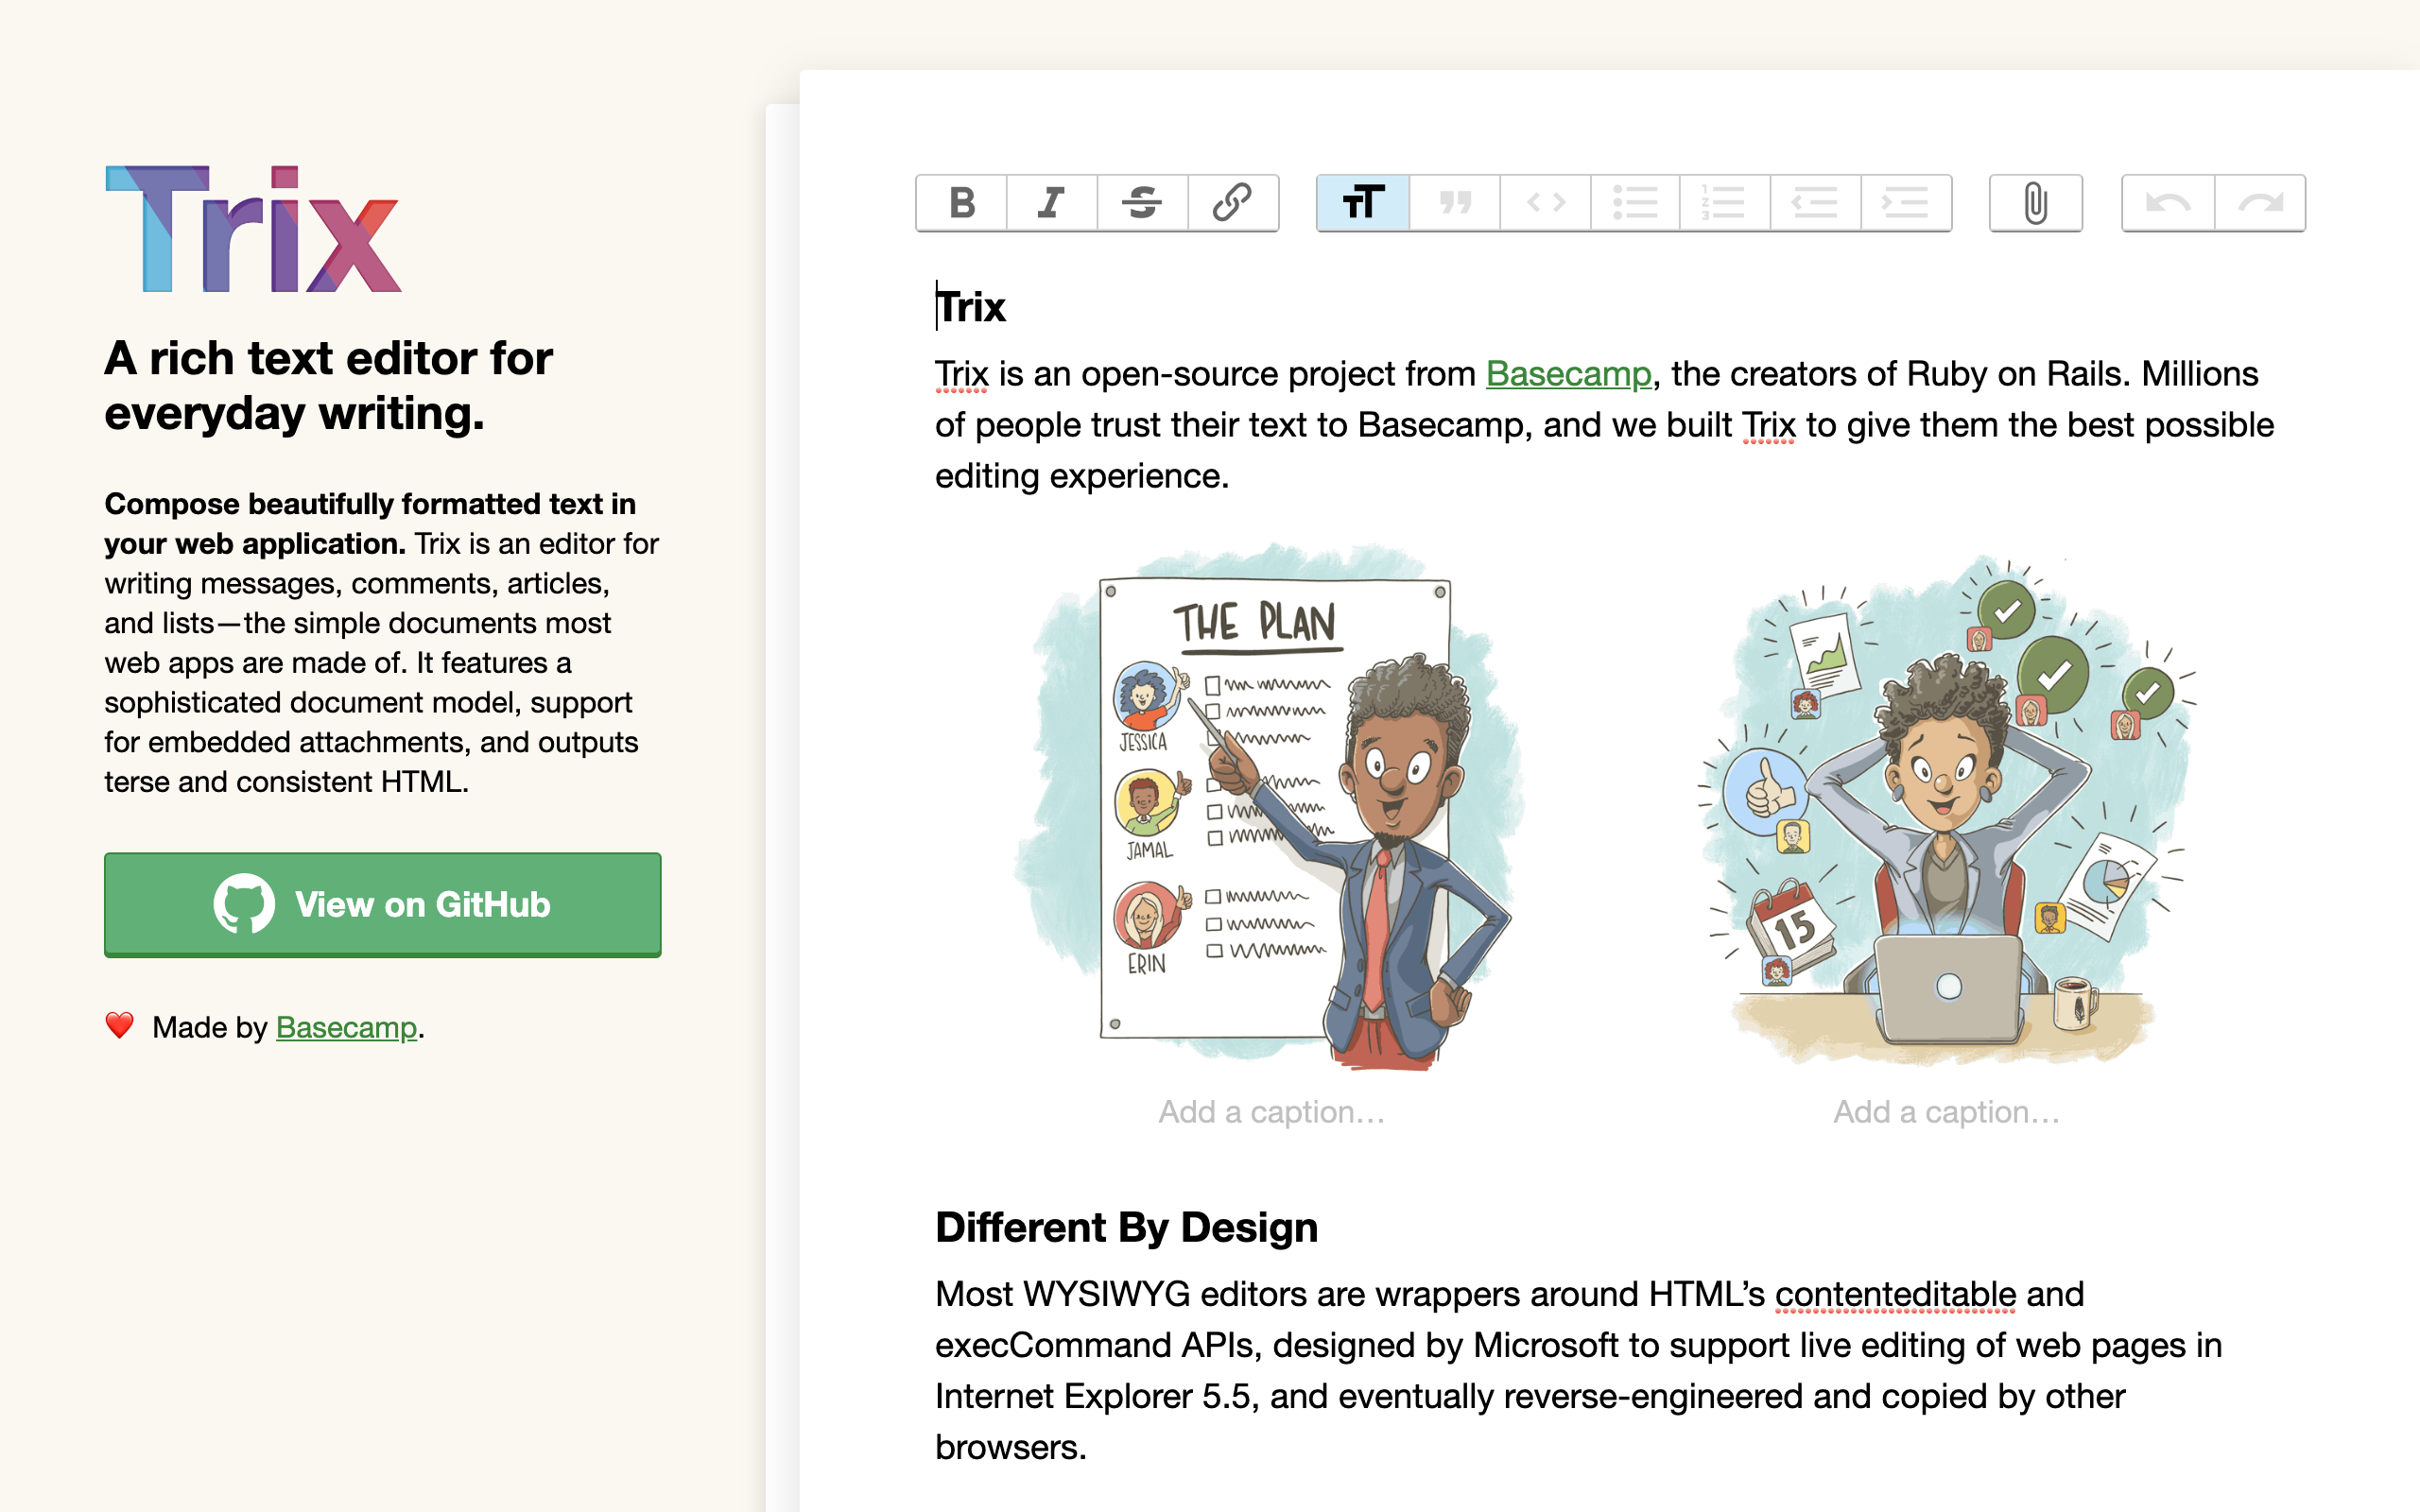 Trix
A rich text editor for
everyday writing.
Compose beautifully formatted text in
your web application. Trix is an editor for
writing messages, comments, articles,
and lists—the simple documents most
web apps are made of. It features a
sophisticated document model, support
for embedded attachments, and outputs
terse and consistent HTML.
View on GitHub
❤️ Made by Basecamp.
Trix
Trix is an open-source project from Basecamp, the creators of Ruby on Rails. Millions
of people trust their text to Basecamp, and we built Trix to give them the best possible
editing experience.
THE PLAN
JESSICA
JAMAL
ERIN
15
Add a caption…
Add a caption…
Different By Design
Most WYSIWYG editors are wrappers around HTML’s contenteditable and
execCommand APIs, designed by Microsoft to support live editing of web pages in
Internet Explorer 5.5, and eventually reverse-engineered and copied by other
browsers.